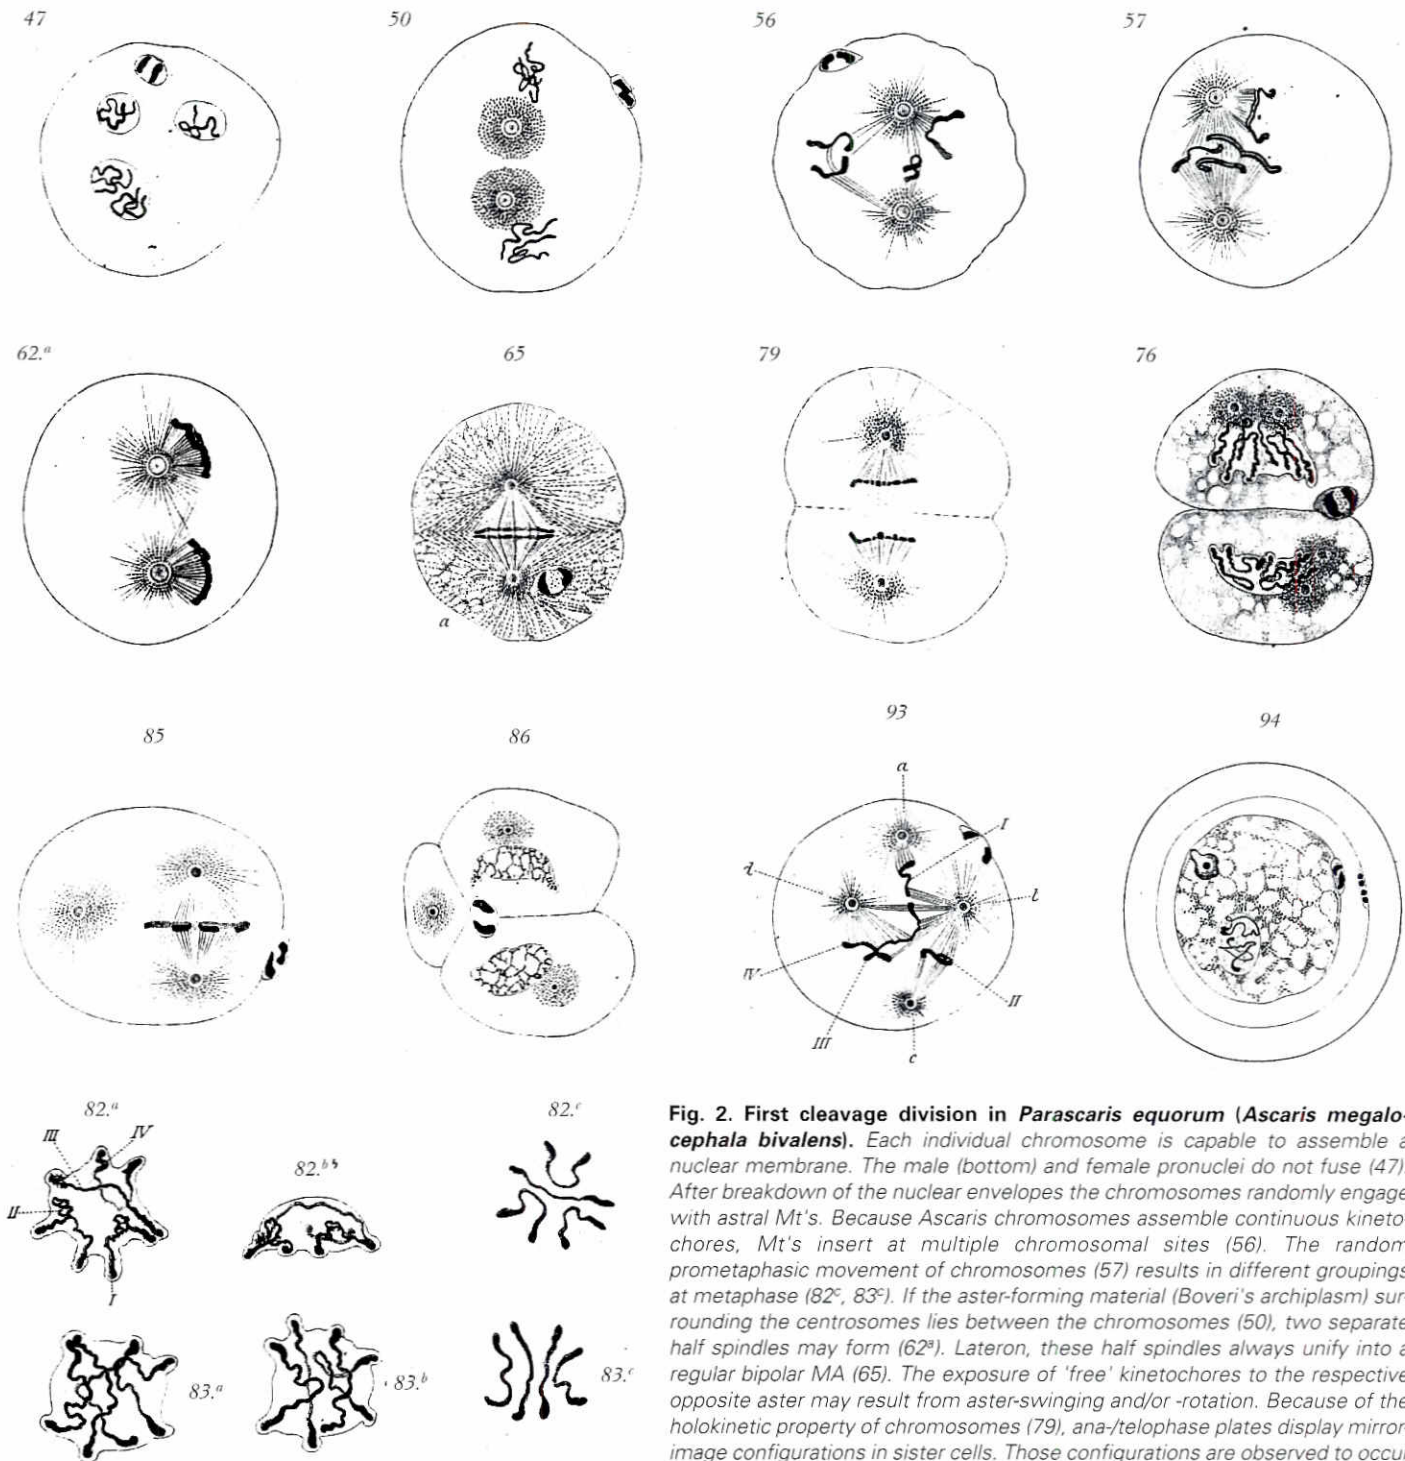 47
50
56
57
62.ᵃ
65
79
76
a
85
86
93
94
a
I
d
b
IV
II
III
c
82.ᵃ
III
IV
II
I
82.ᵇ
82.ᶜ
83.ᵃ
83.ᵇ
83.ᶜ
Fig. 2. First cleavage division in Parascaris equorum (Ascaris megalo-
cephala bivalens). Each individual chromosome is capable to assemble a
nuclear membrane. The male (bottom) and female pronuclei do not fuse (47).
After breakdown of the nuclear envelopes the chromosomes randomly engage
with astral Mt's. Because Ascaris chromosomes assemble continuous kineto-
chores, Mt's insert at multiple chromosomal sites (56). The random
prometaphasic movement of chromosomes (57) results in different groupings
at metaphase (82ᶜ, 83ᶜ). If the aster-forming material (Boveri's archiplasm) sur-
rounding the centrosomes lies between the chromosomes (50), two separate
half spindles may form (62ᵃ). Lateron, these half spindles always unify into a
regular bipolar MA (65). The exposure of 'free' kinetochores to the respective
opposite aster may result from aster-swinging and/or -rotation. Because of the
holokinetic property of chromosomes (79), ana-/telophase plates display mirror-
image configurations in sister cells. Those configurations are observed to occur